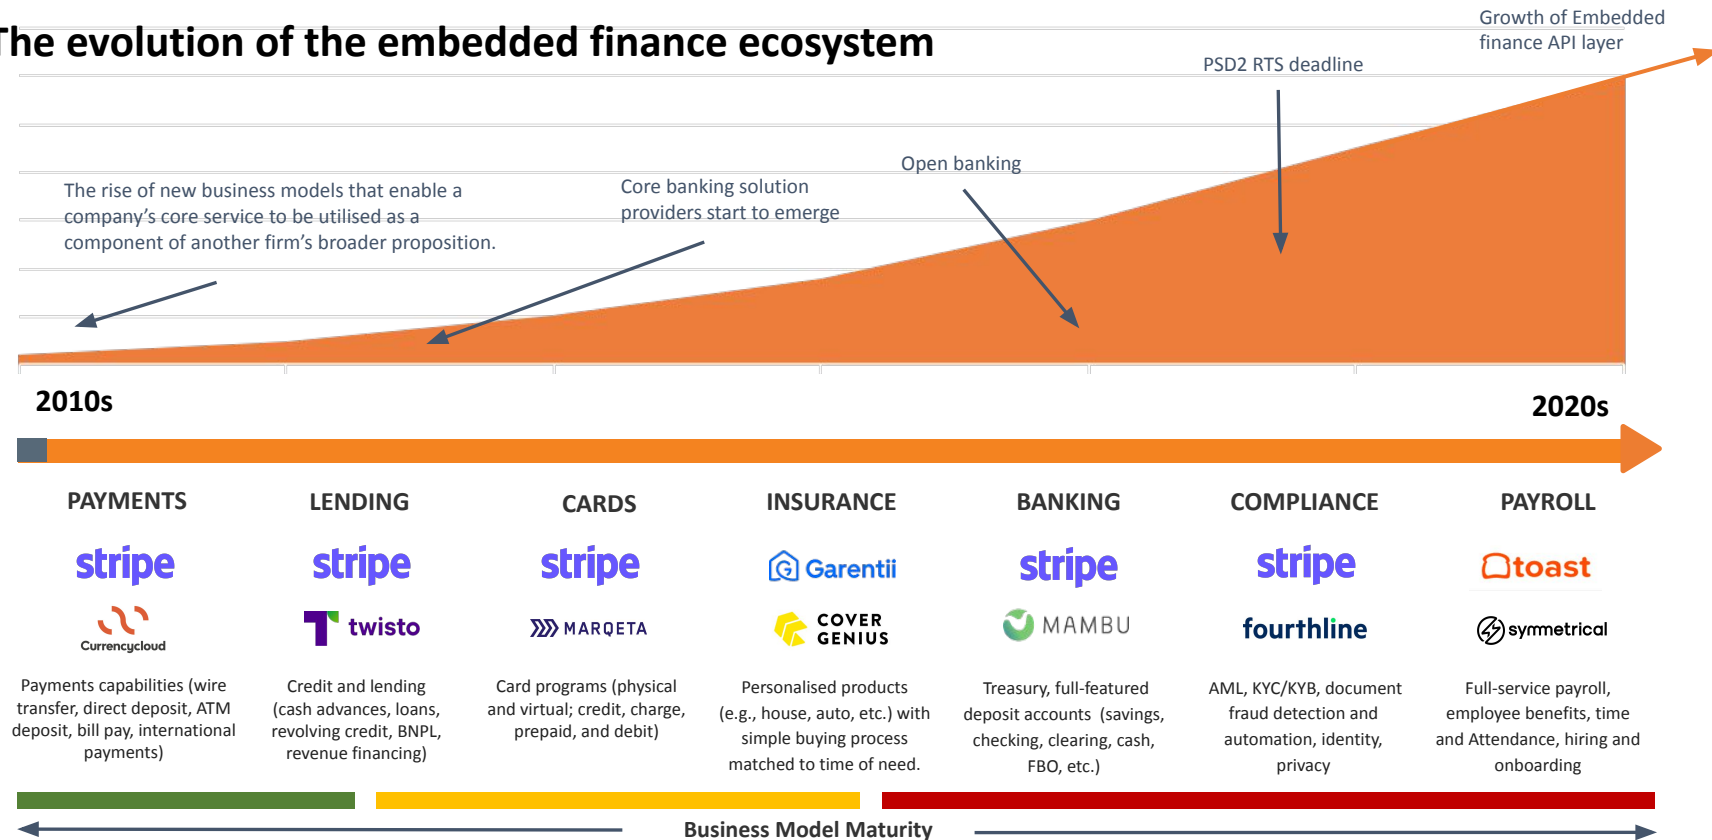 The evolution of the embedded finance ecosystem
Growth of Embedded
finance API layer
PSD2 RTS deadline
Open banking
Core banking solution
providers start to emerge
The rise of new business models that enable a
company's core service to be utilised as a
component of another firm's broader proposition.
2010s
2020s
PAYMENTS
stripe
Currencycloud
Payments capabilities (wire
transfer, direct deposit, ATM
deposit, bill pay, international
payments)
LENDING
stripe
twisto
Credit and lending
(cash advances, loans,
revolving credit, BNPL,
revenue financing)
CARDS
stripe
MARQETA
Card programs (physical
and virtual; credit, charge,
prepaid, and debit)
INSURANCE
Garentii
COVER
GENIUS
Personalised products
(e.g., house, auto, etc.) with
simple buying process
matched to time of need.
BANKING
stripe
MAMBU
Treasury, full-featured
deposit accounts (savings,
checking, clearing, cash,
FBO, etc.)
COMPLIANCE
stripe
fourthline
AML, KYC/KYB, document
fraud detection and
automation, identity,
privacy
PAYROLL
toast
symmetrical
Full-service payroll,
employee benefits, time
and Attendance, hiring and
onboarding
Business Model Maturity